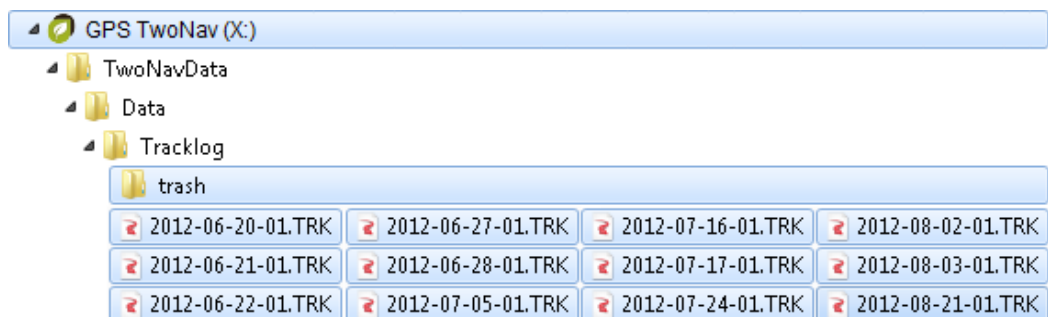 GPS TwoNav (X:)
TwoNavData
Data
Tracklog
trash
2012-06-20-01.TRK 2012-06-27-01.TRK 2012-07-16-01.TRK 2012-08-02-01.TRK
2012-06-21-01.TRK 2012-06-28-01.TRK 2012-07-17-01.TRK 2012-08-03-01.TRK
2012-06-22-01.TRK 2012-07-05-01.TRK 2012-07-24-01.TRK 2012-08-21-01.TRK